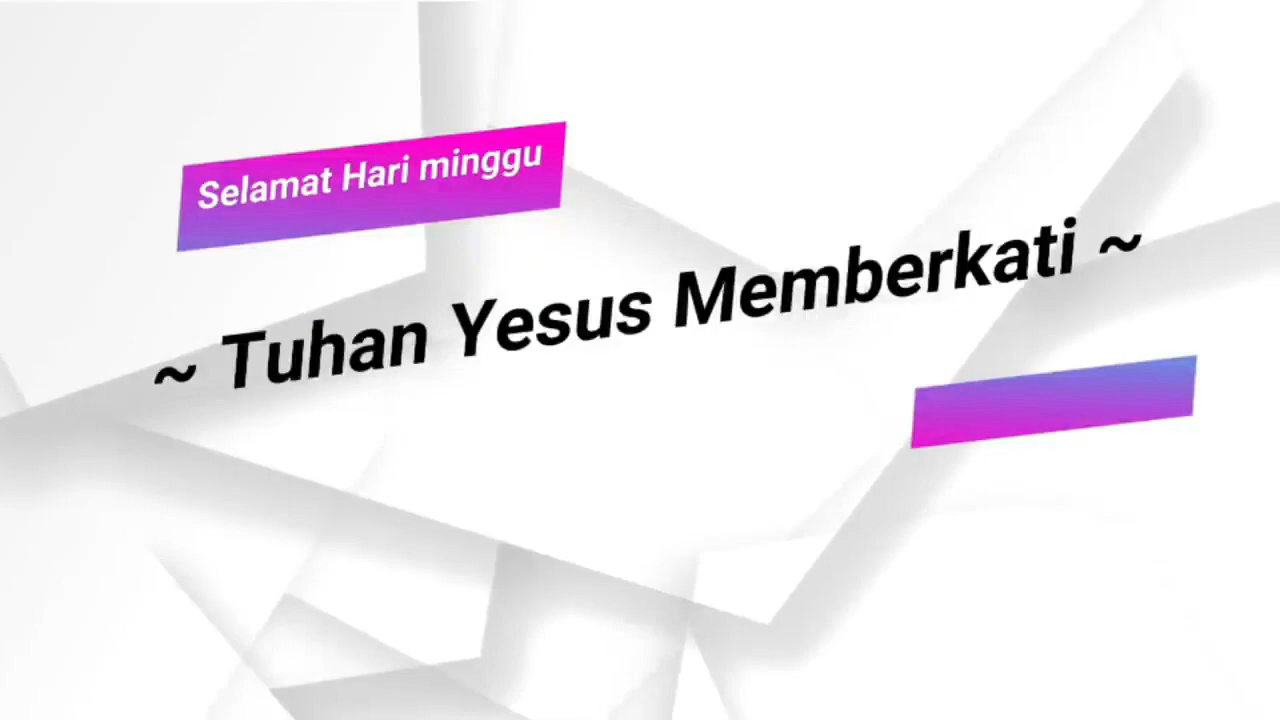 Selamat Hari minggu
~ Tuhan Yesus Memberkati ~